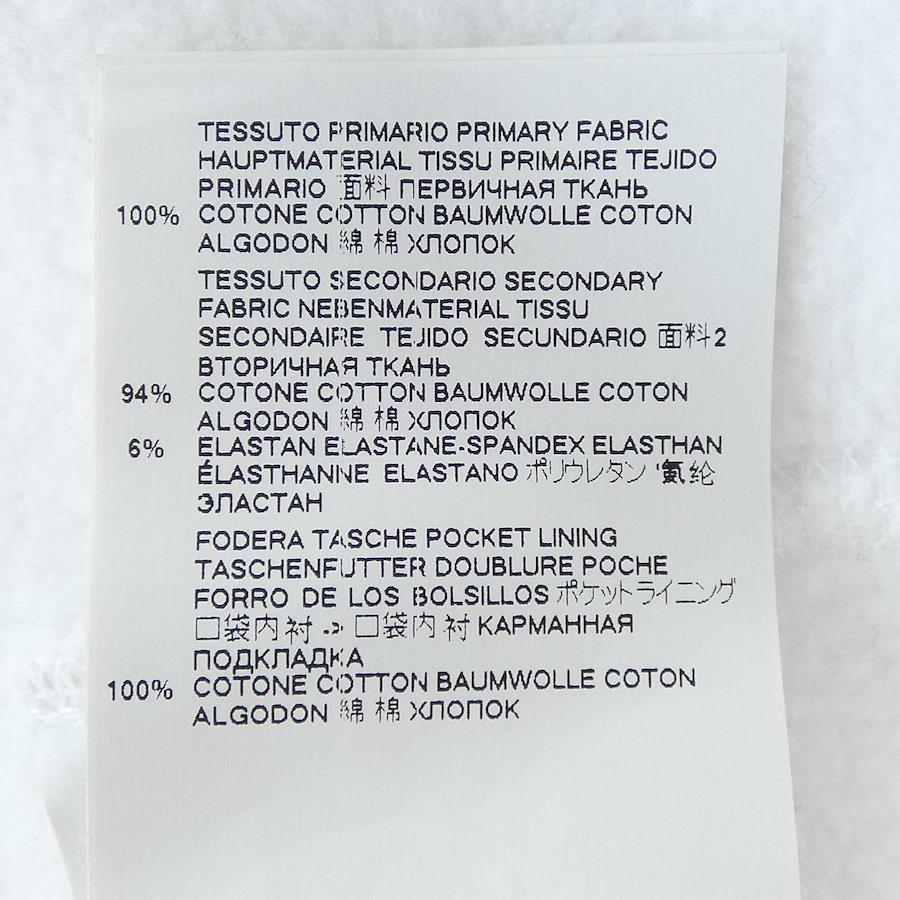 TESSUTO PRIMARIO PRIMARY FABRIC
HAUPTMATERIAL TISSU PRIMAIRE TEJIDO
PRIMARIO 面料 ПЕРВИЧНАЯ ТКАНЬ
100% COTONE COTTON BAUMWOLLE COTON
ALGODON 綿 棉 ХЛОПОК
TESSUTO SECONDARIO SECONDARY
FABRIC NEBENMATERIAL TISSU
SECONDAIRE TEJIDO SECUNDARIO 面料2
ВТОРИЧНАЯ ТКАНЬ
94% COTONE COTTON BAUMWOLLE COTON
ALGODON 綿 棉 ХЛОПОК
6% ELASTAN ELASTANE-SPANDEX ELASTHAN
ÉLASTHANNE ELASTANO ポリウレタン 氨纶
ЭЛАСТАН
FODERA TASCHE POCKET LINING
TASCHENFUTTER DOUBLURE POCHE
FORRO DE LOS BOLSILLOS ポケットライニング
口袋内衬 -> 口袋内衬 КАРМАННАЯ
ПОДКЛАДКА
100% COTONE COTTON BAUMWOLLE COTON
ALGODON 綿 棉 ХЛОПОК